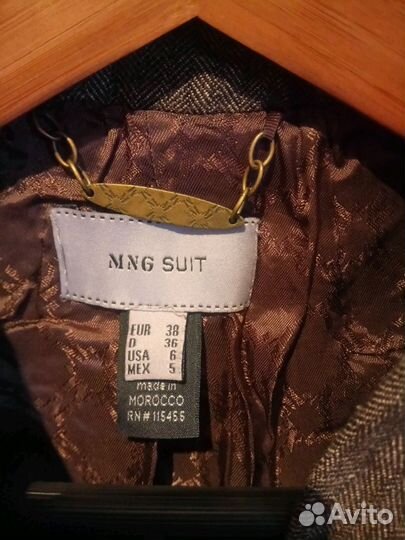 MNG SUIT
EUR 38
D 36
USA 6
MEX 5
made in
MOROCCO
RN#115455
Avito